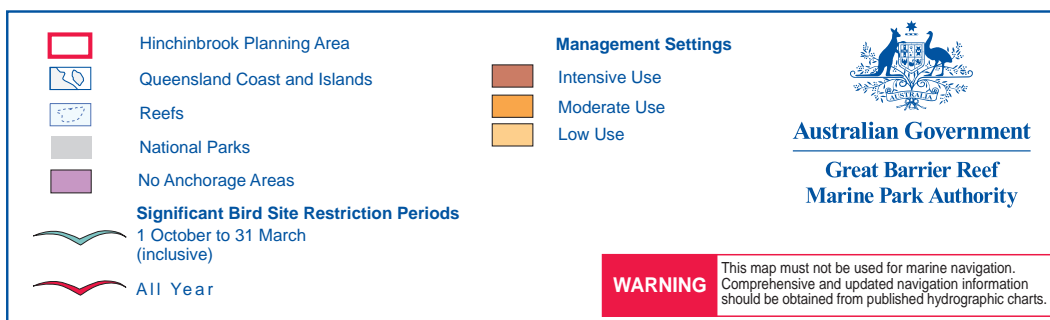 Hinchinbrook Planning Area
Queensland Coast and Islands
Reefs
National Parks
No Anchorage Areas
Significant Bird Site Restriction Periods
1 October to 31 March
(inclusive)
All Year
Management Settings
Intensive Use
Moderate Use
Low Use
AUSTRALIA
Australian Government
Great Barrier Reef
Marine Park Authority
WARNING
This map must not be used for marine navigation.
Comprehensive and updated navigation information
should be obtained from published hydrographic charts.